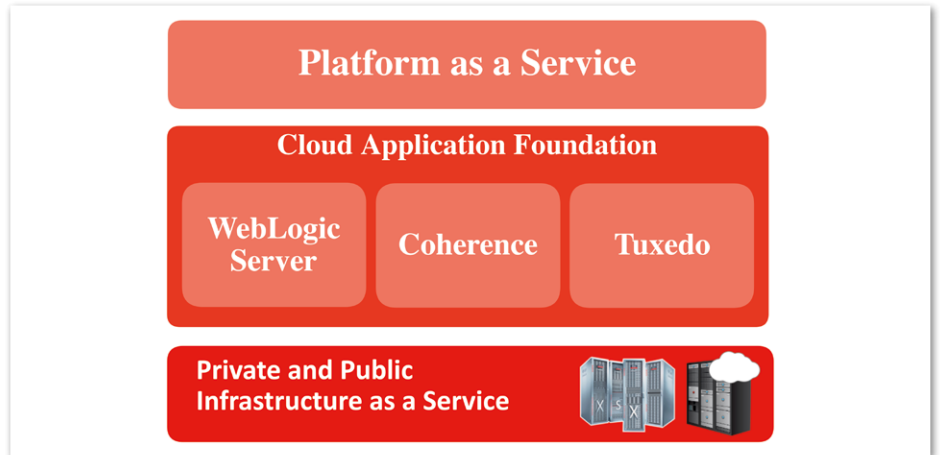 Platform as a Service
Cloud Application Foundation
WebLogic
Server
Coherence
Tuxedo
Private and Public
Infrastructure as a Service
X
S
X